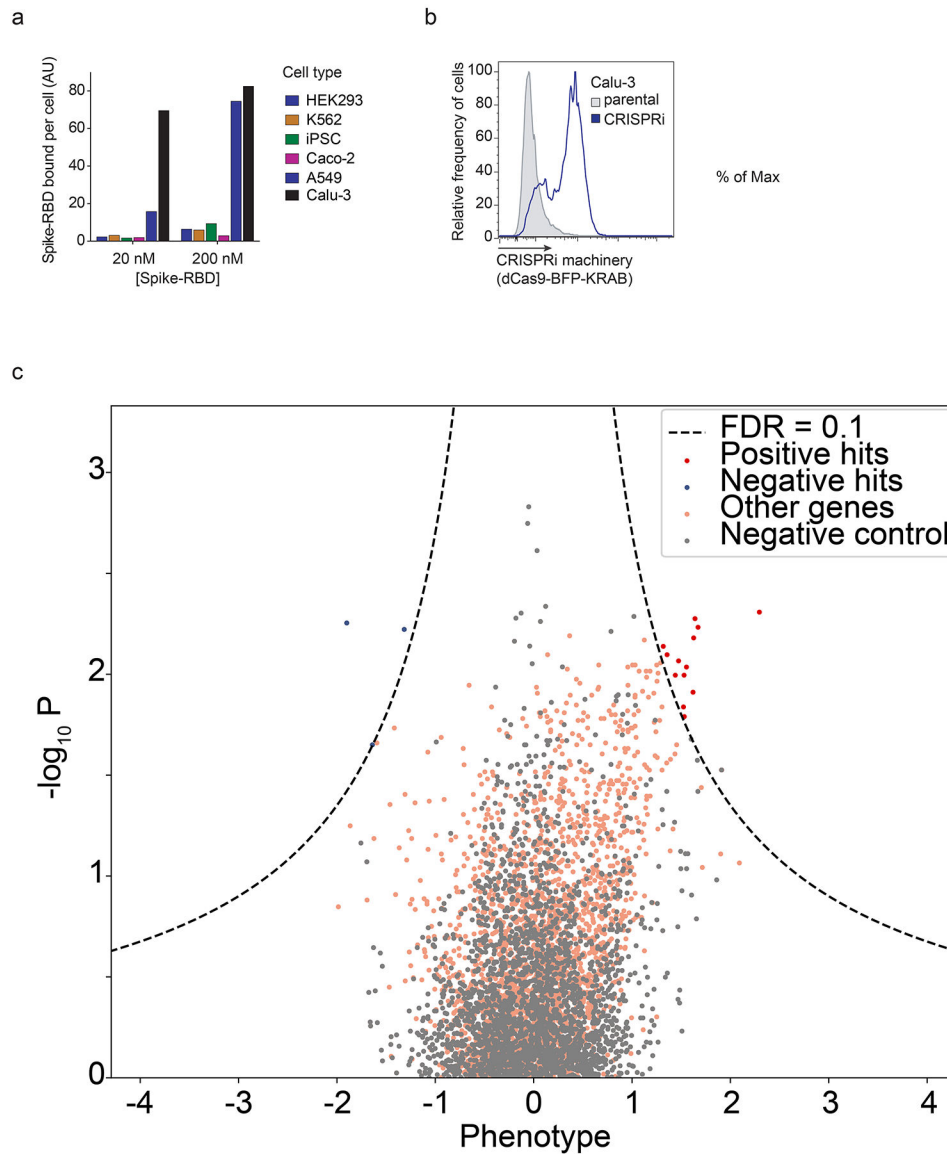 a
Spike-RBD bound per cell (AU)
80
60
40
20
0
20 nM 200 nM
[Spike-RBD]
Cell type
HEK293
K562
iPSC
Caco-2
A549
Calu-3
b
Relative frequency of cells
100
80
60
40
20
0
Calu-3
parental
CRISPRi
CRISPRi machinery
(dCas9-BFP-KRAB)
% of Max
c
-log10 P
3
2
1
0
FDR = 0.1
Positive hits
Negative hits
Other genes
Negative control
-4 -3 -2 -1 0 1 2 3 4
Phenotype